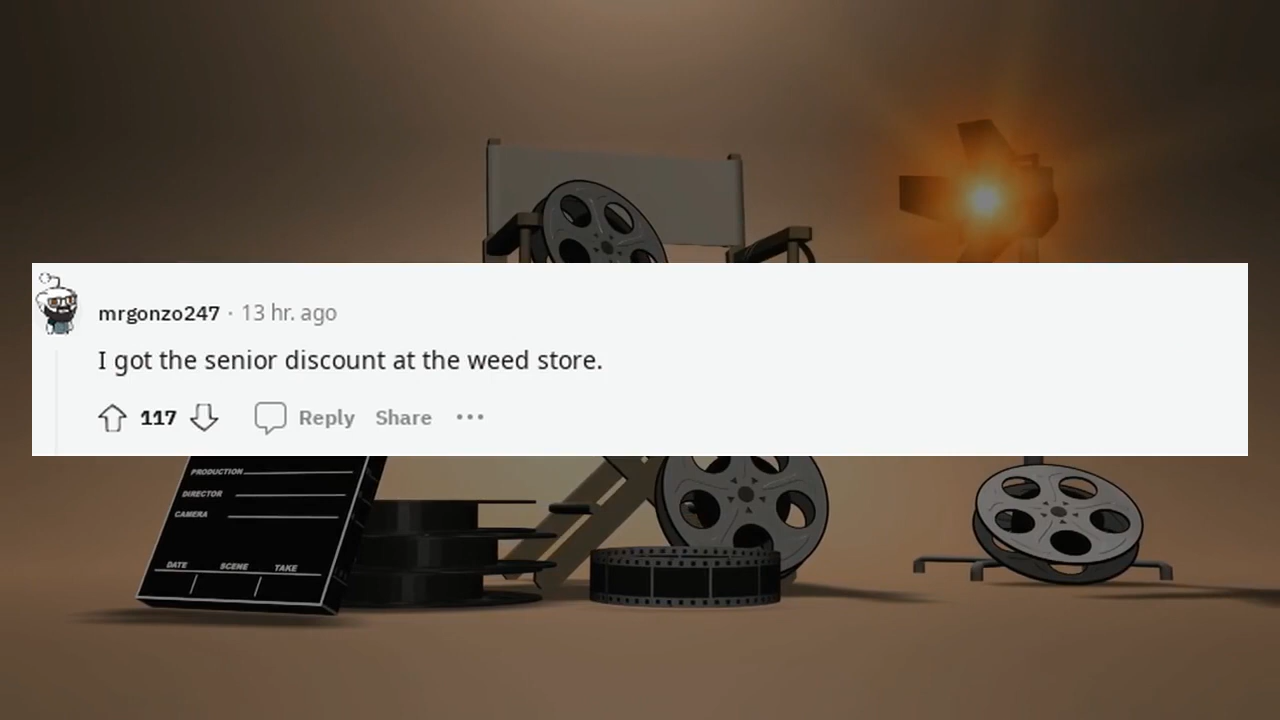 mrgonzo247 · 13 hr. ago
I got the senior discount at the weed store.
117 Reply Share ···
PRODUCTION
DIRECTOR
CAMERA
DATE SCENE TAKE